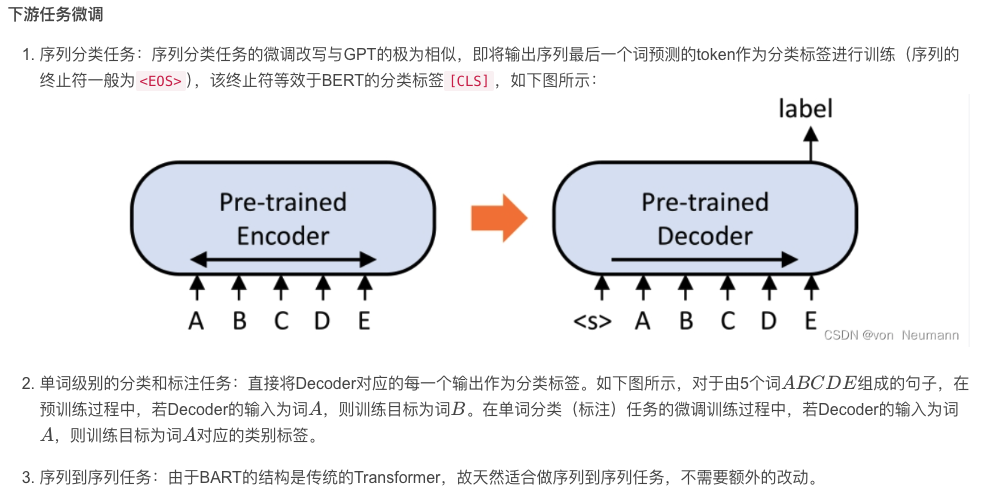 下游任务微调
1. 序列分类任务：序列分类任务的微调改写与GPT的极为相似，即将输出序列最后一个词预测的token作为分类标签进行训练（序列的
终止符一般为<EOS>），该终止符等效于BERT的分类标签[CLS]，如下图所示：
label
Pre-trained
Encoder
Pre-trained
Decoder
A B C D E
<s> A B C D E
CSDN @von Neumann
2. 单词级别的分类和标注任务：直接将Decoder对应的每一个输出作为分类标签。如下图所示，对于由5个词ABCDE组成的句子，在
预训练过程中，若Decoder的输入为词A，则训练目标为词B。在单词分类（标注）任务的微调训练过程中，若Decoder的输入为词
A，则训练目标为词A对应的类别标签。
3. 序列到序列任务：由于BART的结构是传统的Transformer，故天然适合做序列到序列任务，不需要额外的改动。